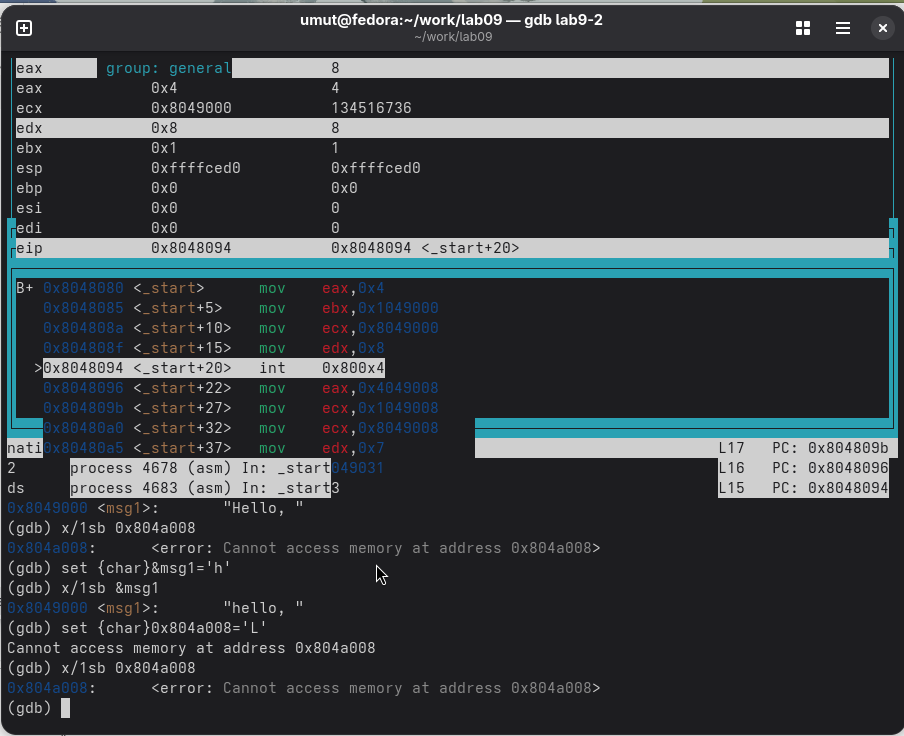 umut@fedora:~/work/lab09 — gdb lab9-2
~/work/lab09
eax group: general 8
eax 0x4 4
ecx 0x8049000 134516736
edx 0x8 8
ebx 0x1 1
esp 0xffffced0 0xffffced0
ebp 0x0 0x0
esi 0x0 0
edi 0x0 0
eip 0x8048094 0x8048094 <_start+20>
B+ 0x8048080 <_start> mov eax,0x4
0x8048085 <_start+5> mov ebx,0x1049000
0x804808a <_start+10> mov ecx,0x8049000
0x804808f <_start+15> mov edx,0x8
>0x8048094 <_start+20> int 0x800x4
0x8048096 <_start+22> mov eax,0x4049008
0x804809b <_start+27> mov ecx,0x1049008
0x80480a0 <_start+32> mov ecx,0x8049008
nati0x80480a5 <_start+37> mov edx,0x7 L17 PC: 0x804809b
2 process 4678 (asm) In: _start049031 L16 PC: 0x8048096
ds process 4683 (asm) In: _start3 L15 PC: 0x8048094
0x8049000 <msg1>: "Hello, "
(gdb) x/1sb 0x804a008
0x804a008: <error: Cannot access memory at address 0x804a008>
(gdb) set {char}&msg1='h'
(gdb) x/1sb &msg1
0x8049000 <msg1>: "hello, "
(gdb) set {char}0x804a008='L'
Cannot access memory at address 0x804a008
(gdb) x/1sb 0x804a008
0x804a008: <error: Cannot access memory at address 0x804a008>
(gdb)